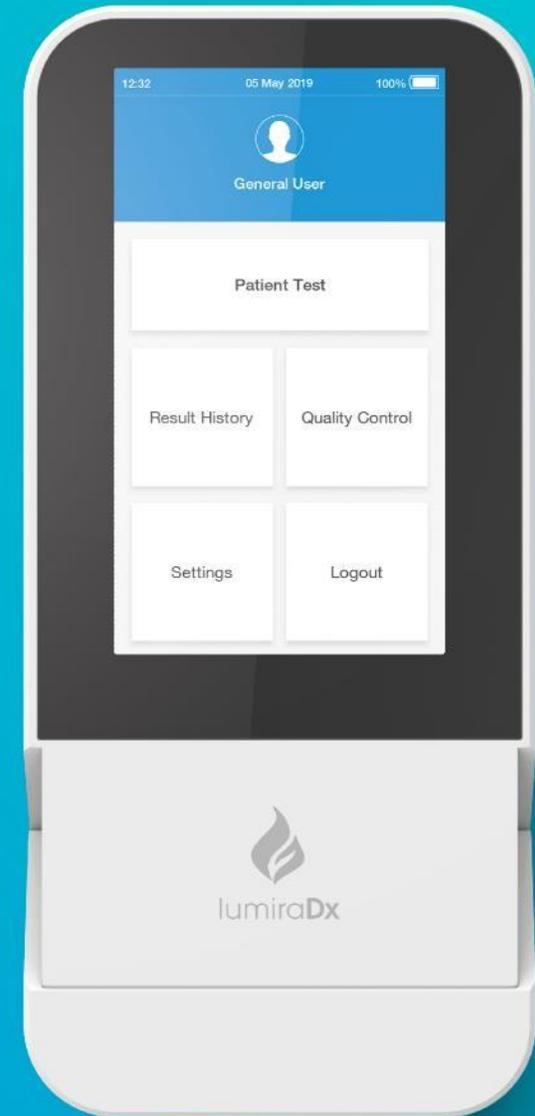 12:32 05 May 2019 100%
General User
Patient Test
Result History Quality Control
Settings Logout
lumiraDx